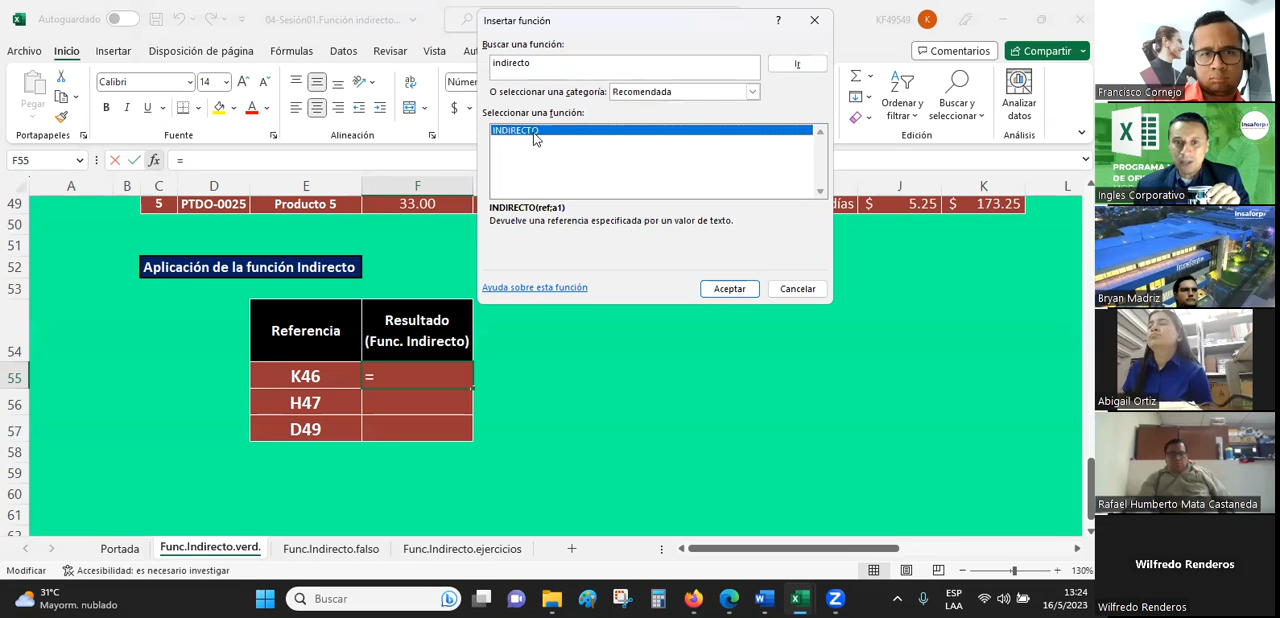 Autoguardado
04-Sesión01.Función indirecto...
KF49549
Archivo Inicio Insertar Disposición de página Fórmulas Datos Revisar Vista
Comentarios Compartir
Pegar
Calibri 14
N K S
Portapapeles Fuente Alineación
$
Ordenar y filtrar
Buscar y seleccionar
Analizar datos
Edición Análisis
Insertar función
Buscar una función:
indirecto
Ir
O seleccionar una categoría: Recomendada
Seleccionar una función:
INDIRECTO
INDIRECTO(ref;a1)
Devuelve una referencia especificada por un valor de texto.
Ayuda sobre esta función
Aceptar Cancelar
F55 fx =
A B C D E F J K L
49 5 PTDO-0025 Producto 5 33.00 días $ 5.25 $ 173.25
50
51
52 Aplicación de la función Indirecto
53
54 Referencia Resultado (Func. Indirecto)
55 K46 =
56 H47
57 D49
58
59
60
61
Portada Func.Indirecto.verd. Func.Indirecto.falso Func.Indirecto.ejercicios
Modificar Accesibilidad: es necesario investigar
130%
31°C
Mayorm. nublado
Buscar
ESP
LAA
13:24
16/5/2023
Francisco Cornejo
Insaforp
Ingles Corporativo
Insaforp
Bryan Madriz
Abigail Ortiz
Rafael Humberto Mata Castaneda
Wilfredo Renderos
Wilfredo Renderos